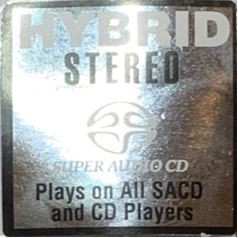 HYBRID
STEREO
SUPER AUDIO CD
Plays on All SACD
and CD Players